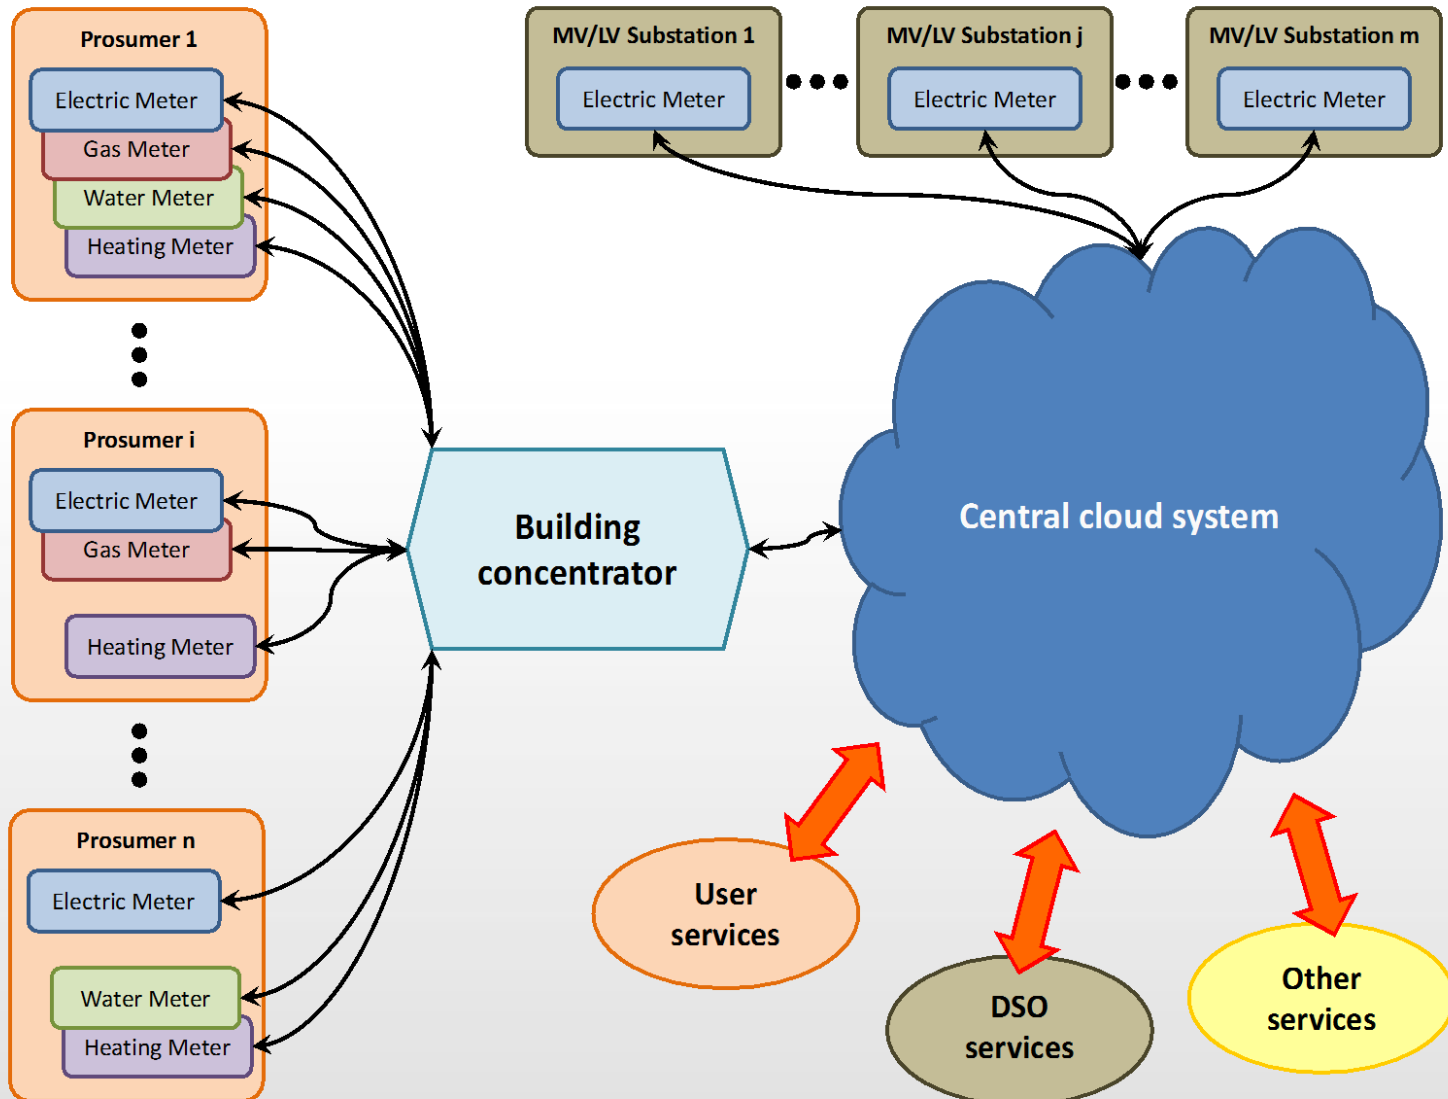 Prosumer 1
Electric Meter
Gas Meter
Water Meter
Heating Meter
MV/LV Substation 1
Electric Meter
MV/LV Substation j
Electric Meter
MV/LV Substation m
Electric Meter
Prosumer i
Electric Meter
Gas Meter
Heating Meter
Building
concentrator
Central cloud system
Prosumer n
Electric Meter
Water Meter
Heating Meter
User
services
DSO
services
Other
services